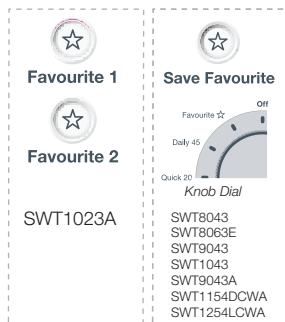 Favourite 1
Favourite 2
SWT1023A
Save Favourite
Off
Favourite ☆
Daily 45
Quick 20
Knob Dial
SWT8043
SWT8063E
SWT9043
SWT1043
SWT9043A
SWT1154DCWA
SWT1254LCWA